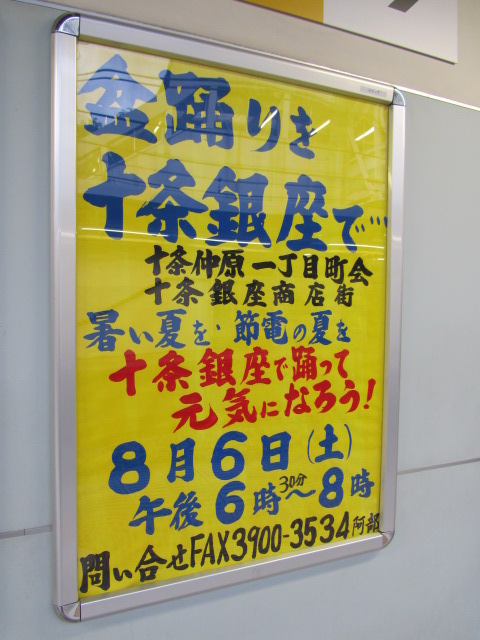 盆踊りを
十条銀座で…
十条仲原一丁目町会
十条銀座商店街
暑い夏を・節電の夏を
十条銀座で踊って
元気になろう!
8月6日(土)
午後6時30分~8時
問い合せFAX3900-3534阿部